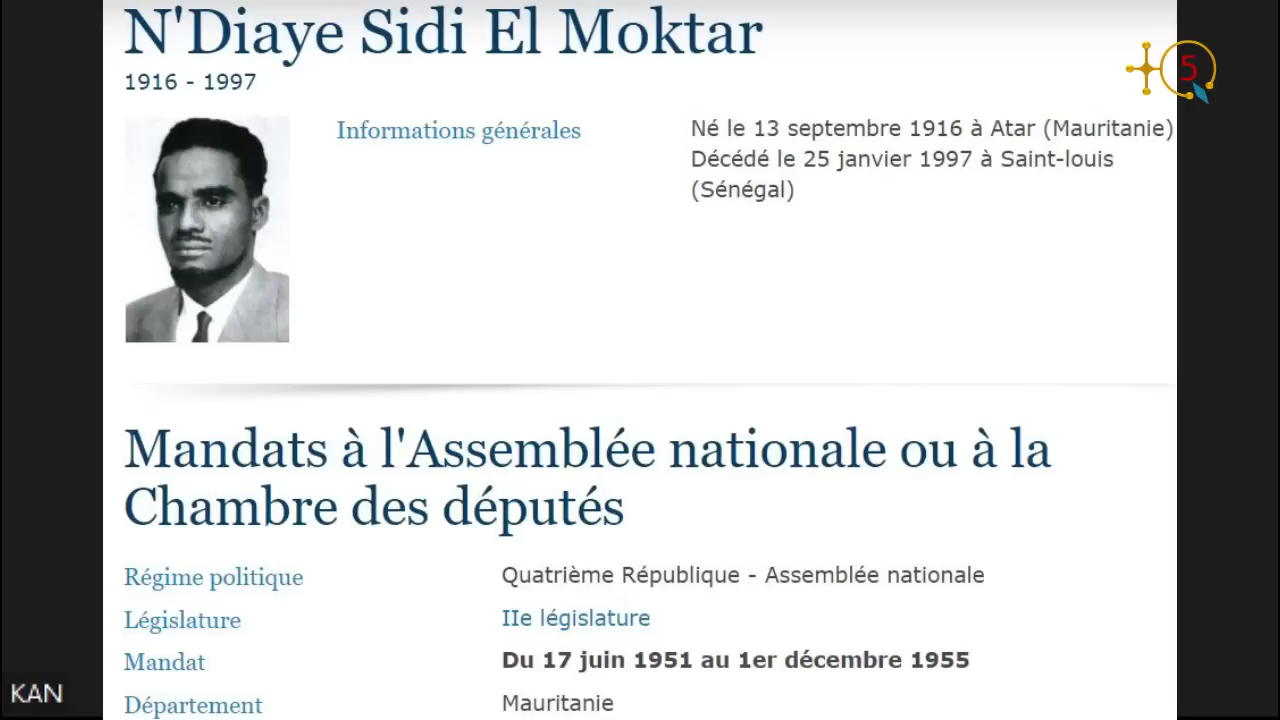 N'Diaye Sidi El Moktar
1916 - 1997
5
Informations générales
Né le 13 septembre 1916 à Atar (Mauritanie)
Décédé le 25 janvier 1997 à Saint-louis
(Sénégal)
Mandats à l'Assemblée nationale ou à la
Chambre des députés
Régime politique
Quatrième République - Assemblée nationale
Législature
IIe législature
Mandat
Du 17 juin 1951 au 1er décembre 1955
Département
Mauritanie
KAN